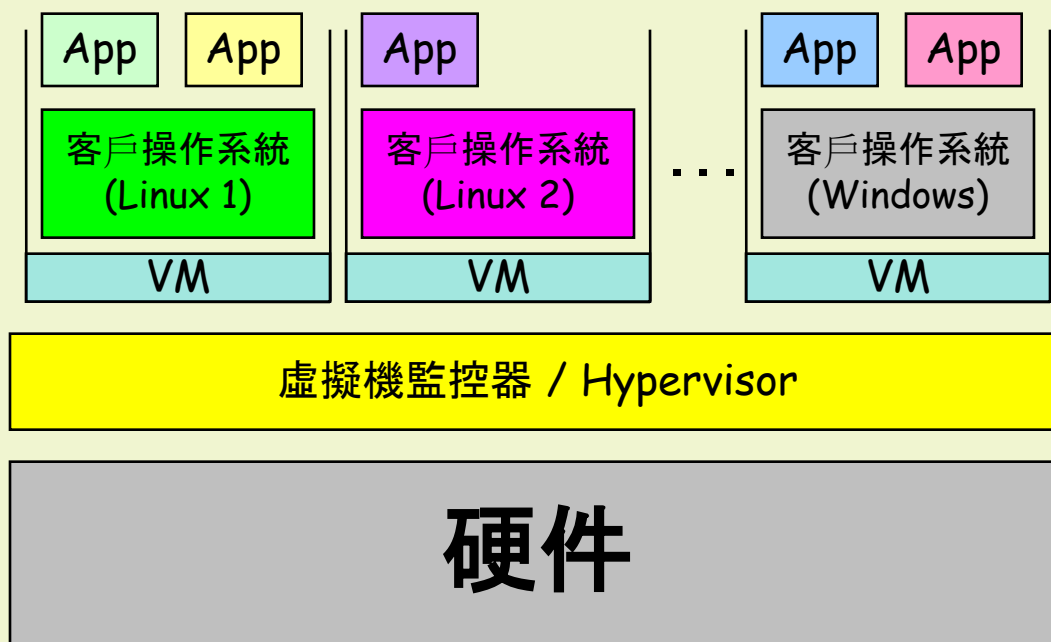 App App App App App
客戶操作系統 客戶操作系統 客戶操作系統
(Linux 1) (Linux 2) ... (Windows)
VM VM VM
虛擬機監控器 / Hypervisor
硬件